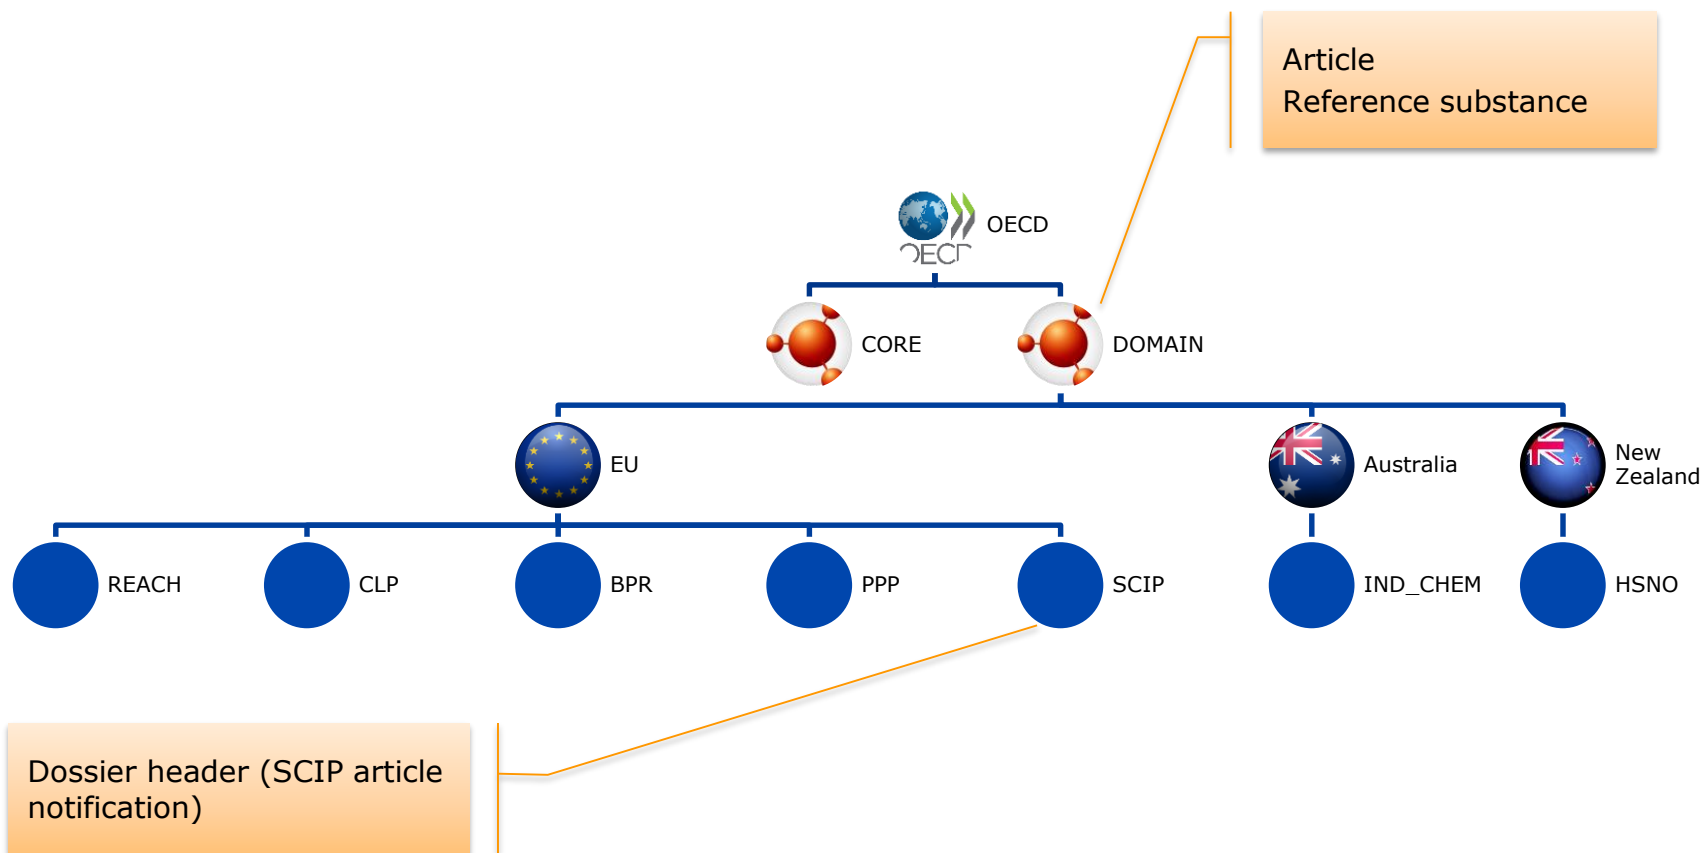 Article
Reference substance
OECD
OECD
CORE
DOMAIN
EU
Australia
New
Zealand
REACH
CLP
BPR
PPP
SCIP
IND_CHEM
HSNO
Dossier header (SCIP article
notification)